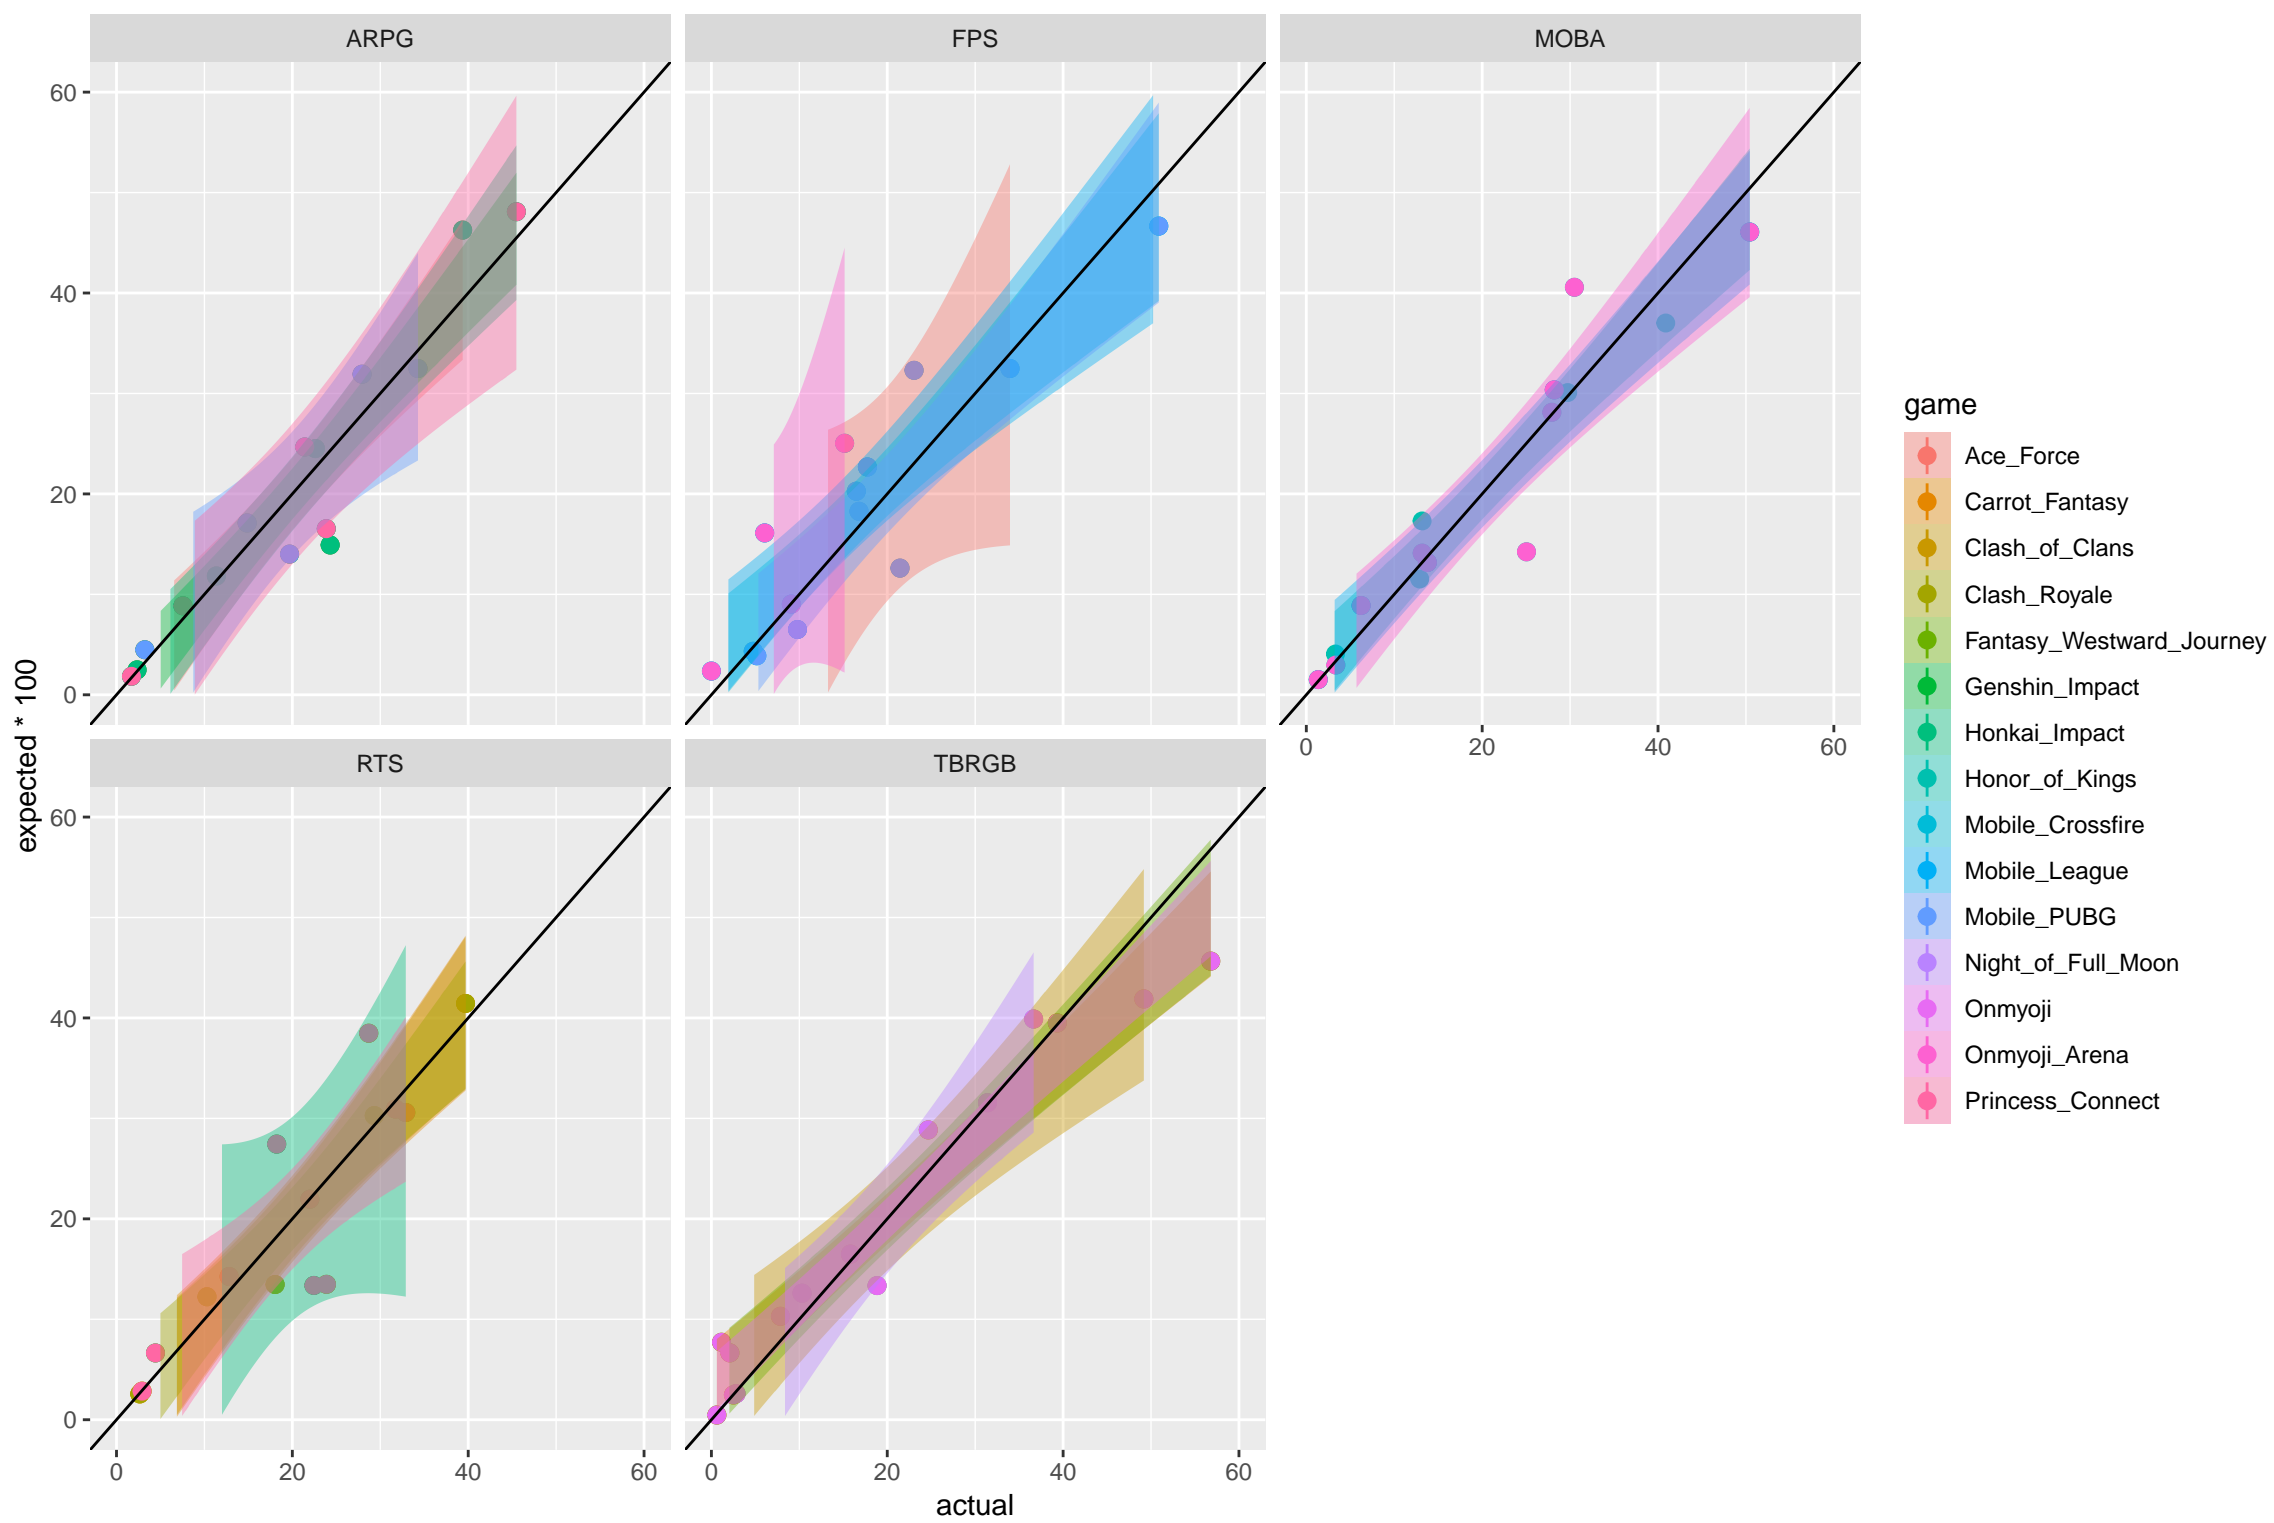 ARPG
FPS
MOBA
60
40
20
0
0
20
40
60
RTS
TBRGB
60
40
20
0
0
20
40
60
0
20
40
60
expected * 100
actual
game
Ace_Force
Carrot_Fantasy
Clash_of_Clans
Clash_Royale
Fantasy_Westward_Journey
Genshin_Impact
Honkai_Impact
Honor_of_Kings
Mobile_Crossfire
Mobile_League
Mobile_PUBG
Night_of_Full_Moon
Onmyoji
Onmyoji_Arena
Princess_Connect